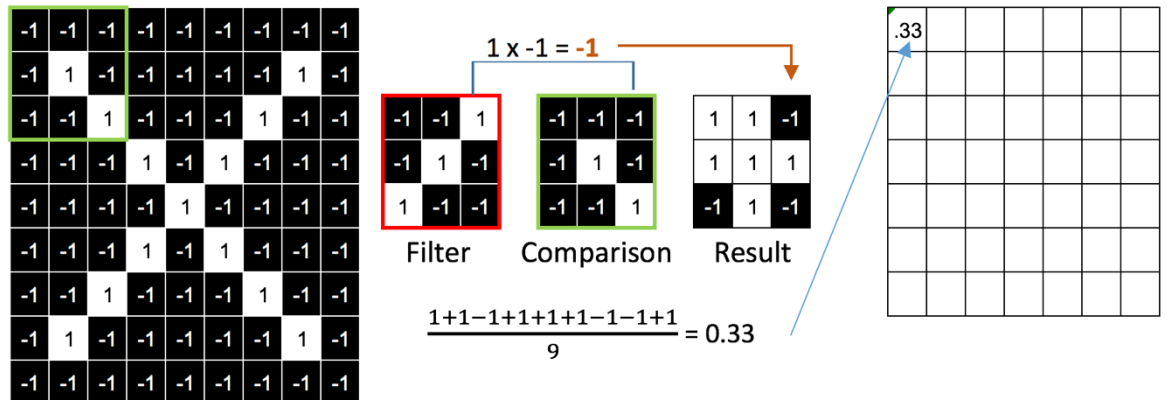 -1 -1 -1 -1 -1 -1 -1 -1 -1
-1 1 -1 -1 -1 -1 -1 1 -1
-1 -1 1 -1 -1 -1 1 -1 -1
-1 -1 -1 1 -1 1 -1 -1 -1
-1 -1 -1 -1 1 -1 -1 -1 -1
-1 -1 -1 1 -1 1 -1 -1 -1
-1 -1 1 -1 -1 -1 1 -1 -1
-1 1 -1 -1 -1 -1 -1 1 -1
-1 -1 -1 -1 -1 -1 -1 -1 -1
1 x -1 = -1
-1 -1 1
-1 1 -1
1 -1 -1
Filter
-1 -1 -1
-1 1 -1
-1 -1 1
Comparison
1 1 -1
1 1 1
-1 1 -1
Result
1+1−1+1+1+1−1−1+1
9
= 0.33
.33